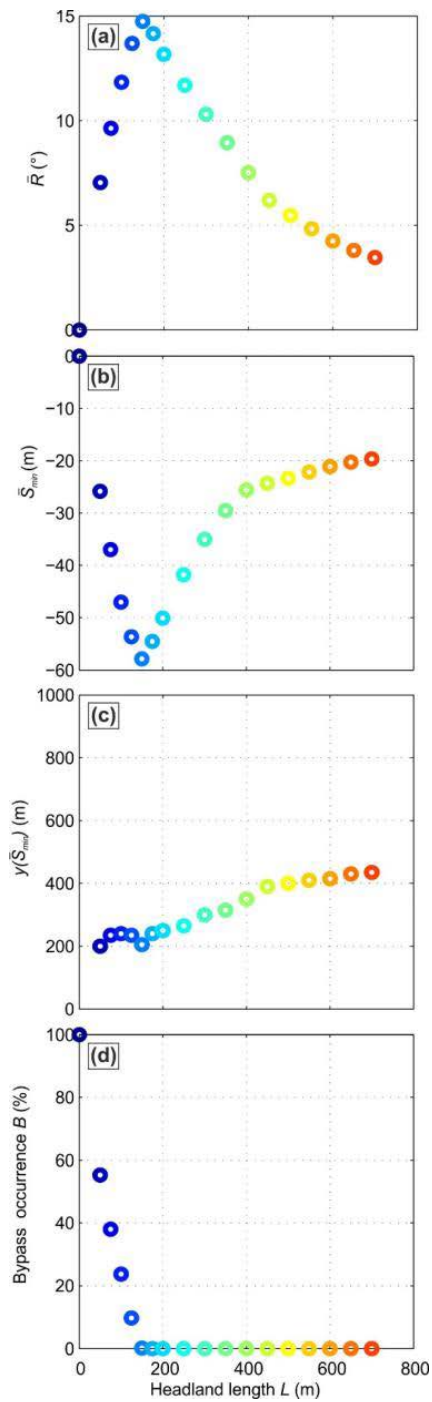 (a)
15
10
5
0
R̄ (°)
(b)
0
−10
−20
−30
−40
−50
−60
S̄min (m)
(c)
1000
800
600
400
200
0
y(S̄min) (m)
(d)
100
80
60
40
20
0
Bypass occurrence B (%)
0 200 400 600 800
Headland length L (m)